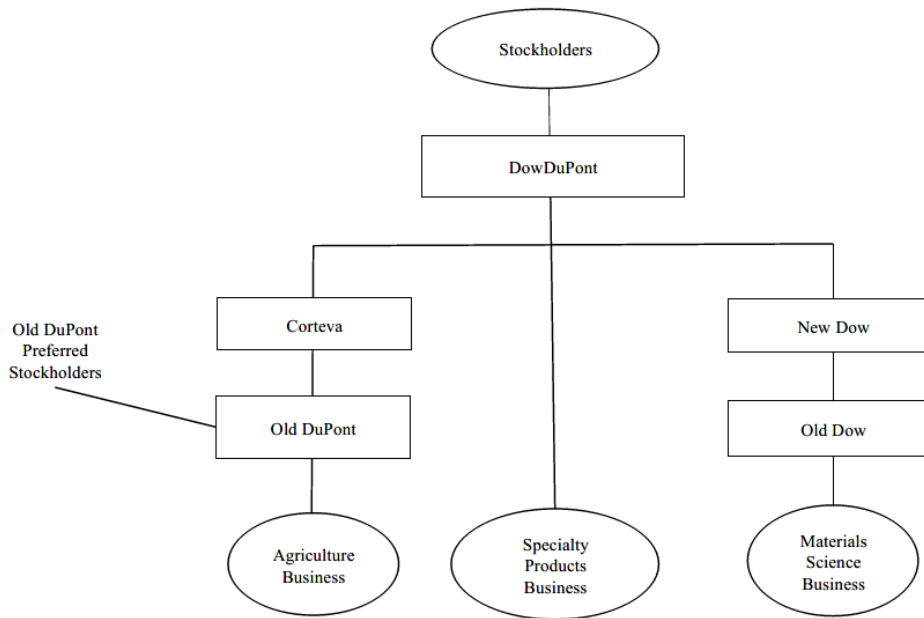 Stockholders
DowDuPont
Corteva
New Dow
Old DuPont
Preferred
Stockholders
Old DuPont
Old Dow
Agriculture
Business
Specialty
Products
Business
Materials
Science
Business